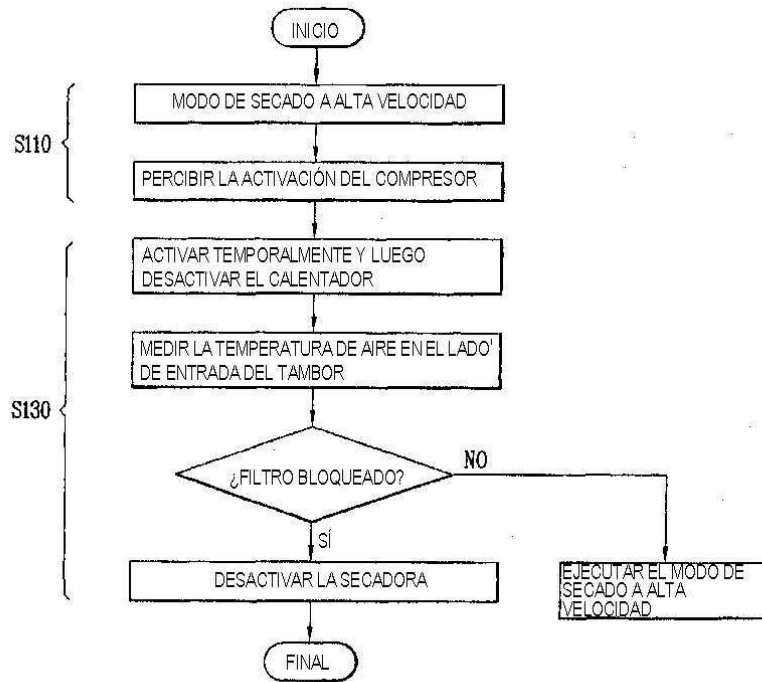 INICIO
MODO DE SECADO A ALTA VELOCIDAD
S110
PERCIBIR LA ACTIVACIÓN DEL COMPRESOR
ACTIVAR TEMPORALMENTE Y LUEGO
DESACTIVAR EL CALENTADOR
MEDIR LA TEMPERATURA DE AIRE EN EL LADO
DE ENTRADA DEL TAMBOR
S130
¿FILTRO BLOQUEADO?
NO
SÍ
DESACTIVAR LA SECADORA
EJECUTAR EL MODO DE
SECADO A ALTA
VELOCIDAD
FINAL